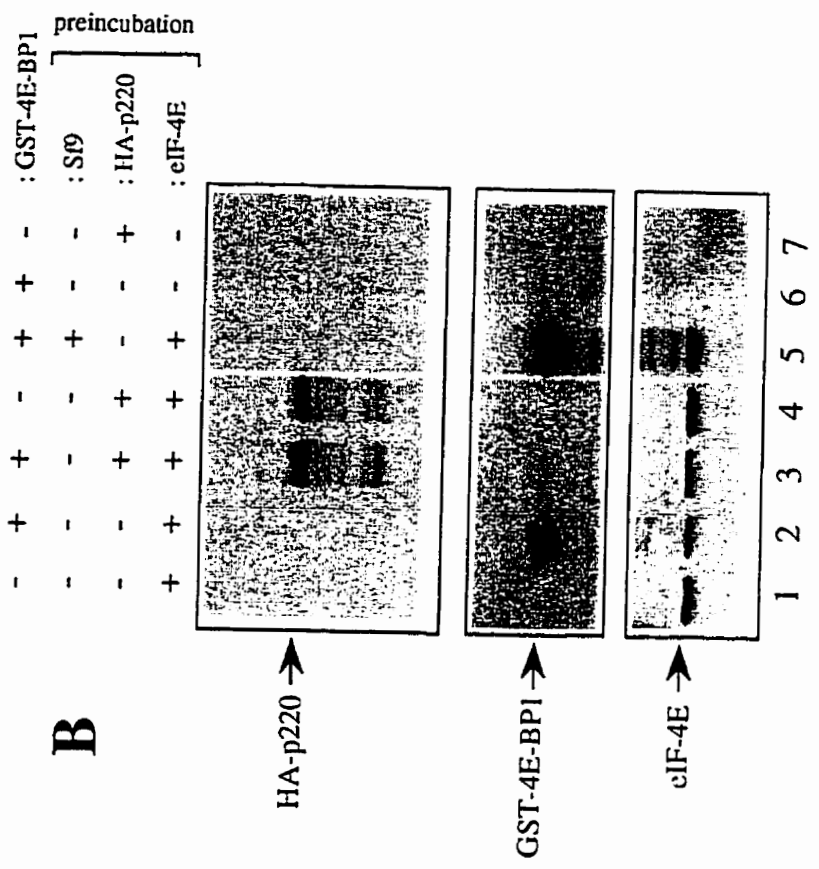 B
- + + - + + - : GST-4E-BP1
- - - - + - - : Sf9
- - + + - - + : HA-p220
+ + + + + - - : eIF-4E
preincubation
HA-p220
GST-4E-BP1
eIF-4E
1 2 3 4 5 6 7